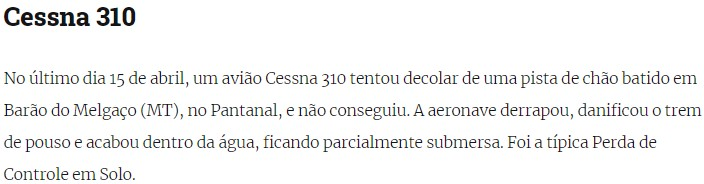 Cessna 310
No último dia 15 de abril, um avião Cessna 310 tentou decolar de uma pista de chão batido em
Barão do Melgaço (MT), no Pantanal, e não conseguiu. A aeronave derrapou, danificou o trem
de pouso e acabou dentro da água, ficando parcialmente submersa. Foi a típica Perda de
Controle em Solo.